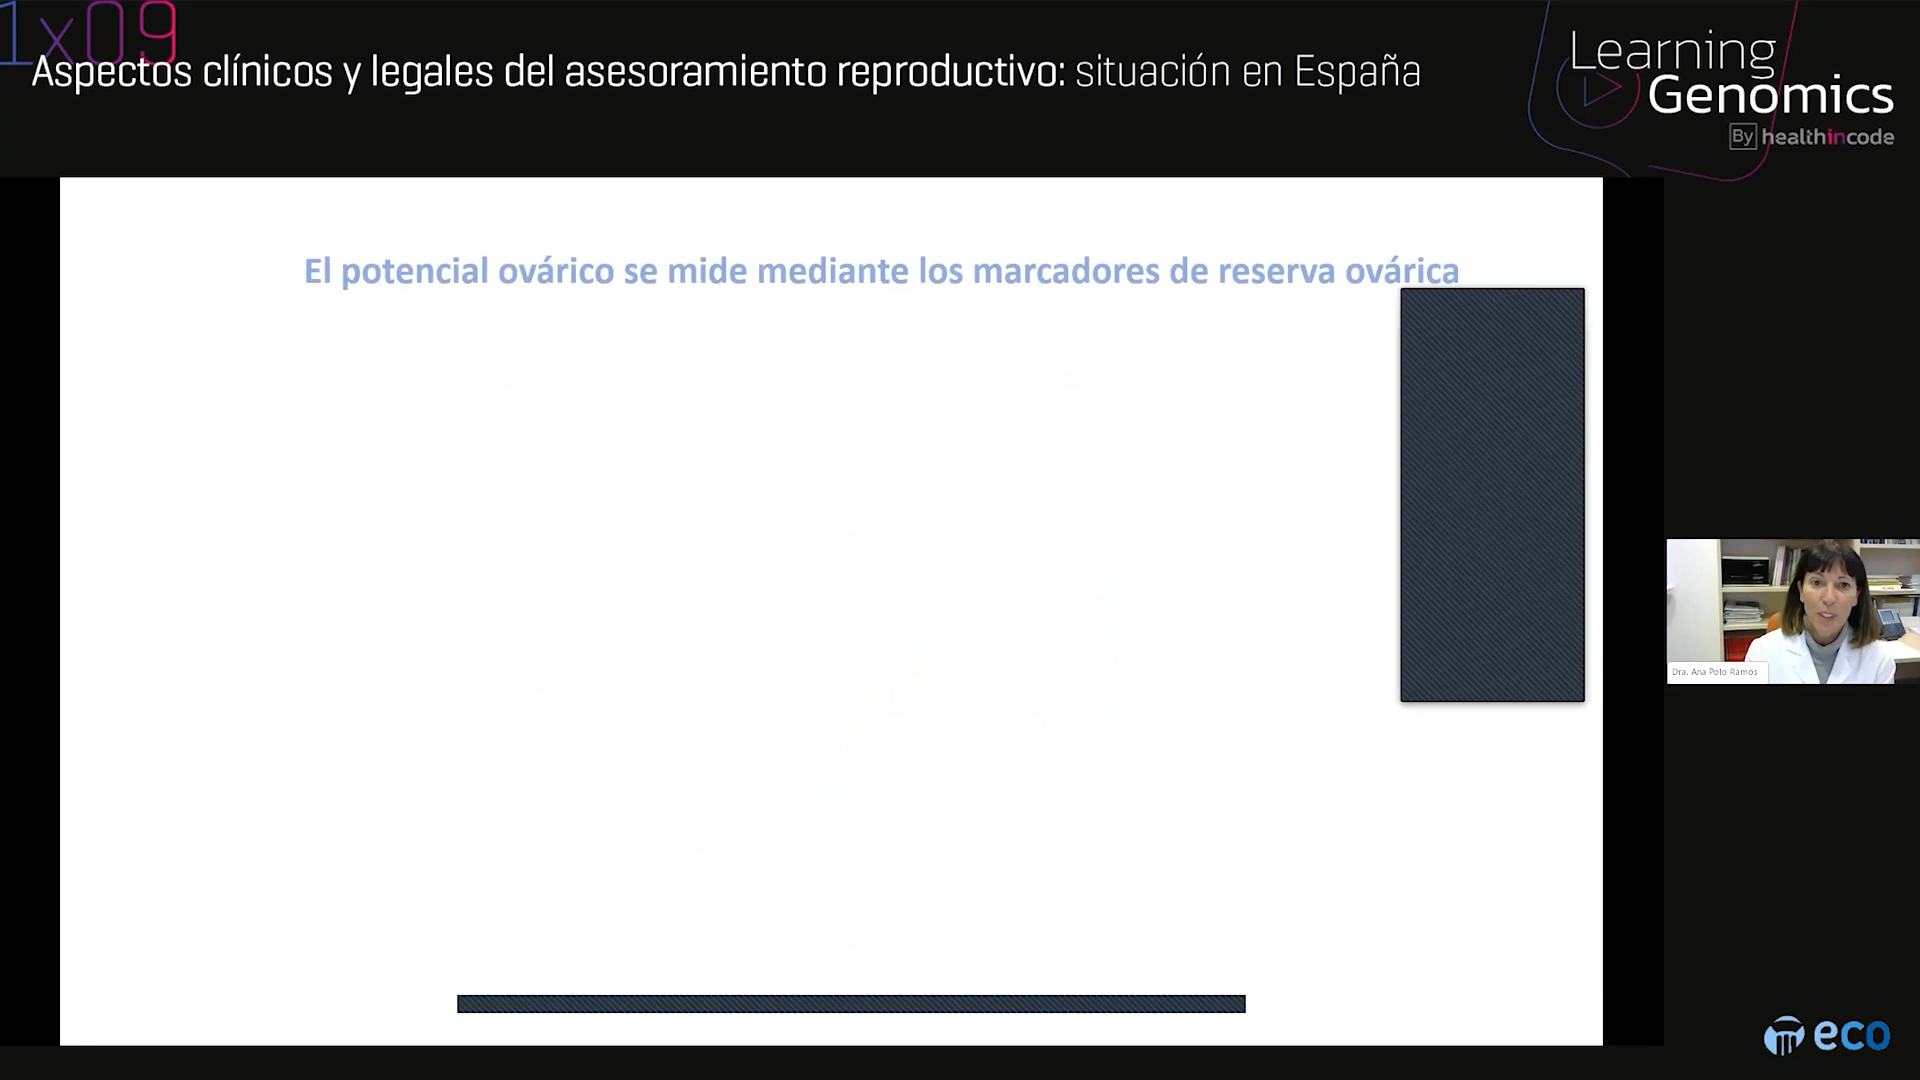 1x09
Aspectos clínicos y legales del asesoramiento reproductivo: situación en España
Learning
Genomics
By healthincode
El potencial ovárico se mide mediante los marcadores de reserva ovárica
Dra. Ana Polo Ramos
eco